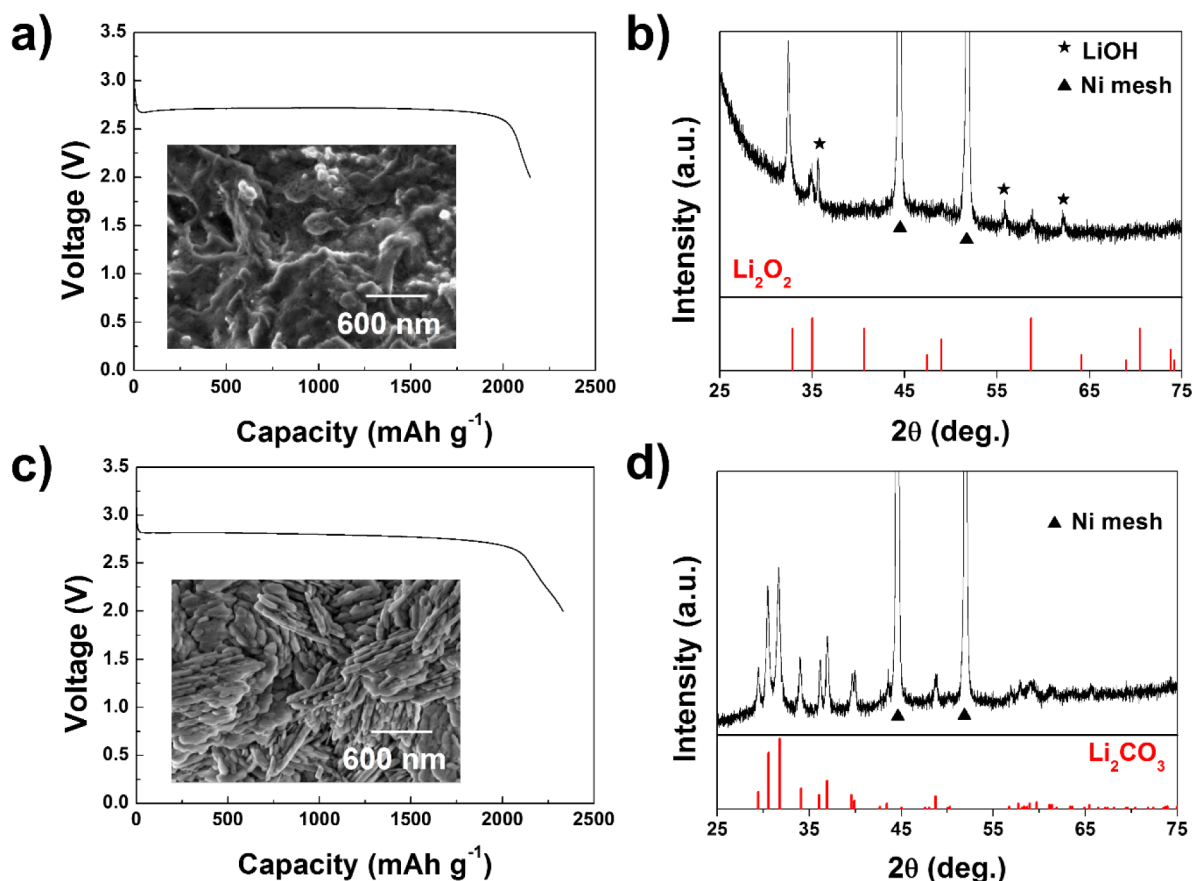 a)
3.5
3.0
2.5
2.0
1.5
1.0
0.5
0.0
Voltage (V)
600 nm
0 500 1000 1500 2000 2500
Capacity (mAh g⁻¹)
b)
★ LiOH
▲ Ni mesh
Intensity (a.u.)
Li₂O₂
25 35 45 55 65 75
2θ (deg.)
c)
3.5
3.0
2.5
2.0
1.5
1.0
0.5
0.0
Voltage (V)
600 nm
0 500 1000 1500 2000 2500
Capacity (mAh g⁻¹)
d)
▲ Ni mesh
Intensity (a.u.)
Li₂CO₃
25 35 45 55 65 75
2θ (deg.)